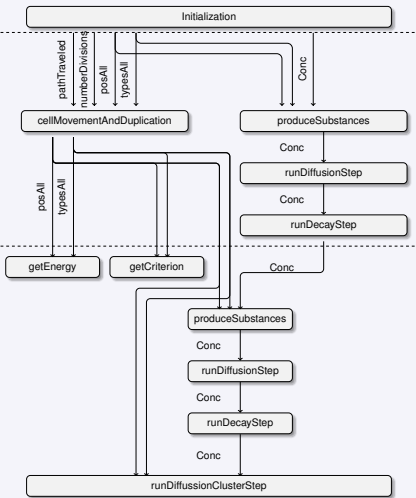 Initialization
pathTraveled
numberDivisions
posAll
typesAll
Conc
cellMovementAndDuplication
produceSubstances
Conc
runDiffusionStep
posAll
typesAll
Conc
runDecayStep
getEnergy
getCriterion
Conc
produceSubstances
Conc
runDiffusionStep
Conc
runDecayStep
Conc
runDiffussionClusterStep